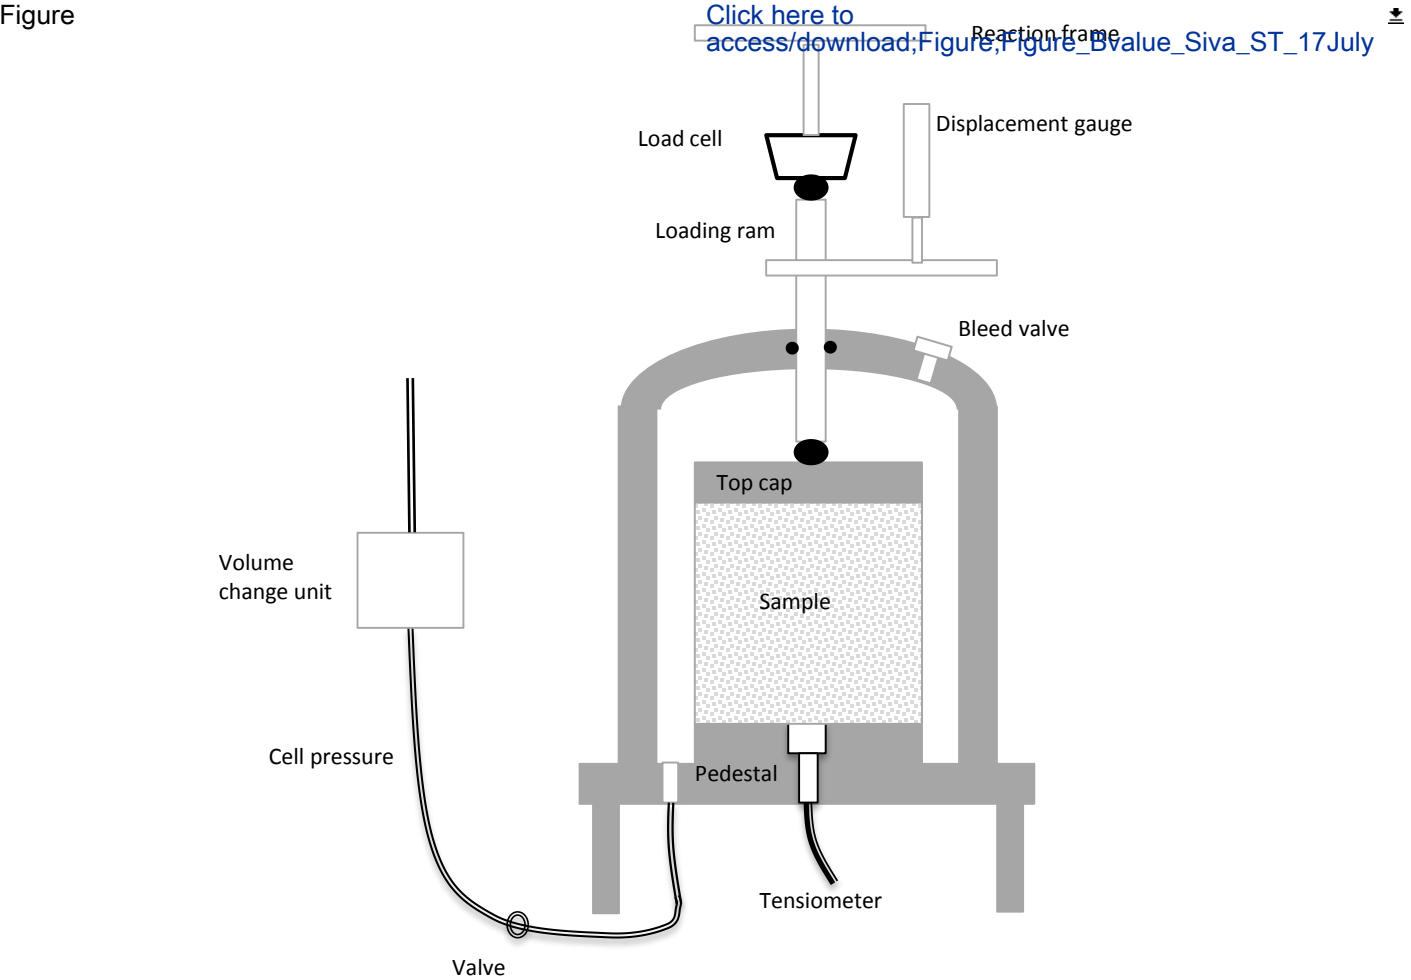 Figure
Click here to
access/download;Figure;Figure_Bvalue_Siva_ST_17July
Reaction frame
Displacement gauge
Load cell
Loading ram
Bleed valve
Top cap
Volume
change unit
Sample
Cell pressure
Pedestal
Tensiometer
Valve